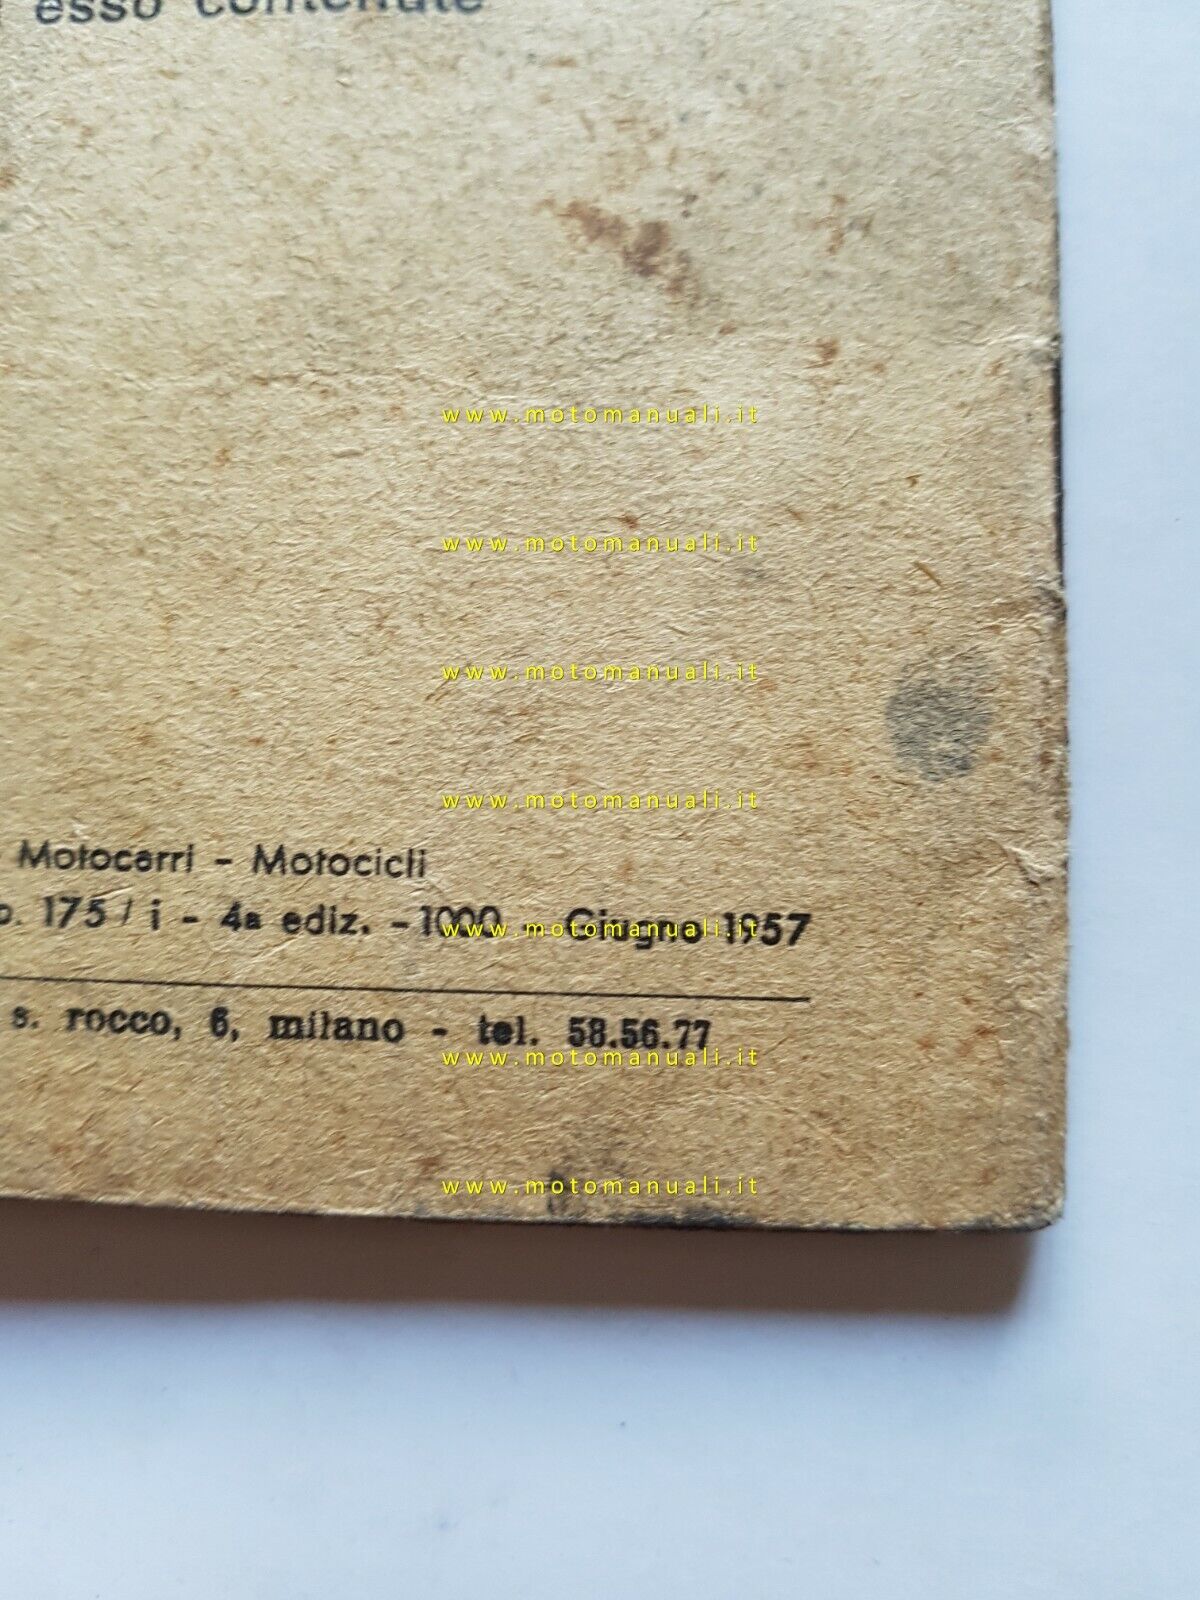 esso contenute
www.motomanuali.it
www.motomanuali.it
www.motomanuali.it
www.motomanuali.it
Motocarri - Motocicli
175/i - 4a ediz. - 1000 Giugno 1957
www.motomanuali.it
s. rocco, 6, milano - tel. 58.56.77
www.motomanuali.it
www.motomanuali.it